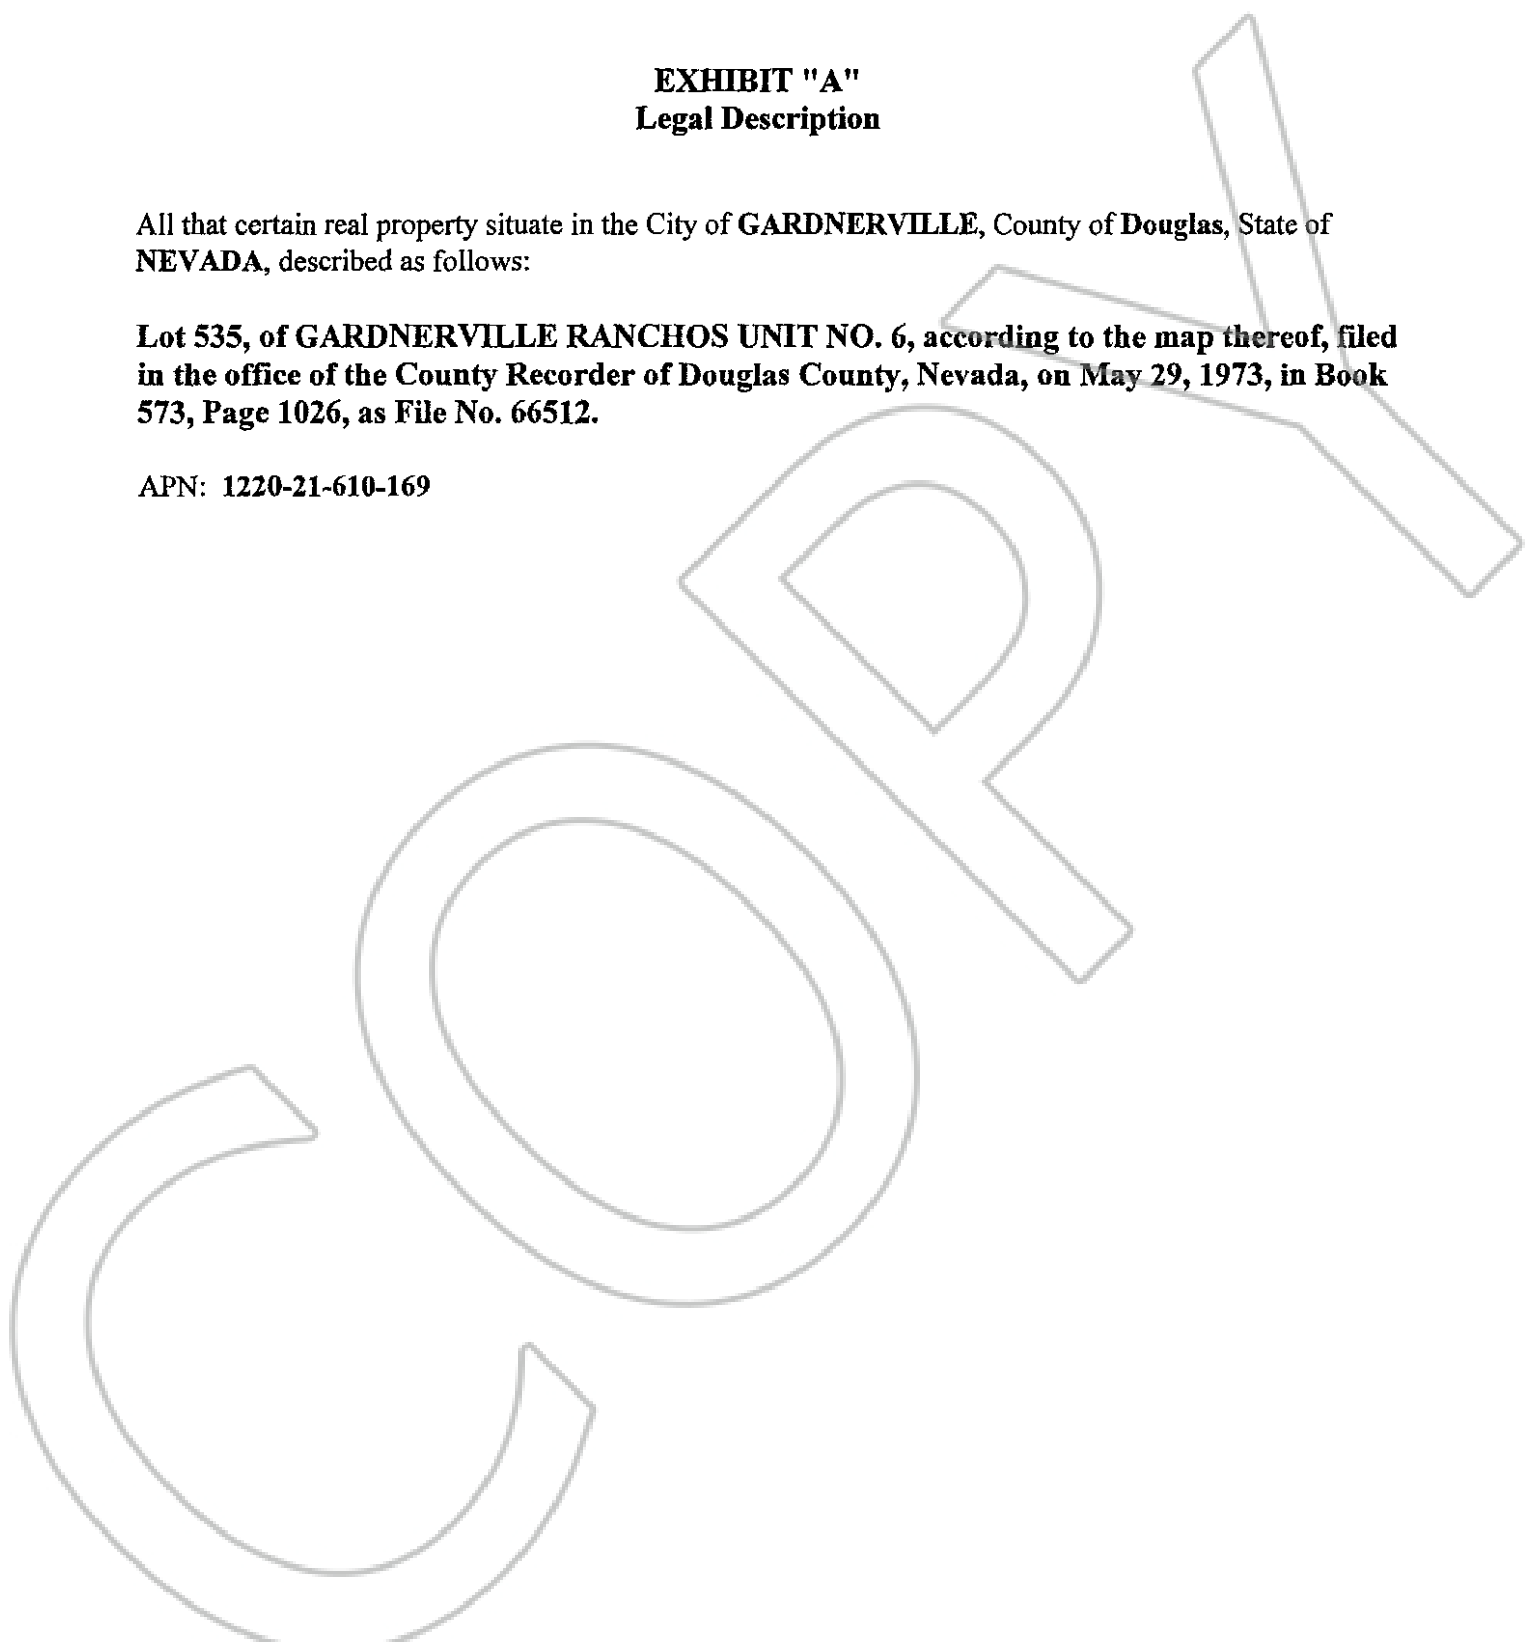 EXHIBIT "A"
Legal Description
All that certain real property situate in the City of GARDNERVILLE, County of Douglas, State of
NEVADA, described as follows:
Lot 535, of GARDNERVILLE RANCHOS UNIT NO. 6, according to the map thereof, filed
in the office of the County Recorder of Douglas County, Nevada, on May 29, 1973, in Book
573, Page 1026, as File No. 66512.
APN: 1220-21-610-169
COPY